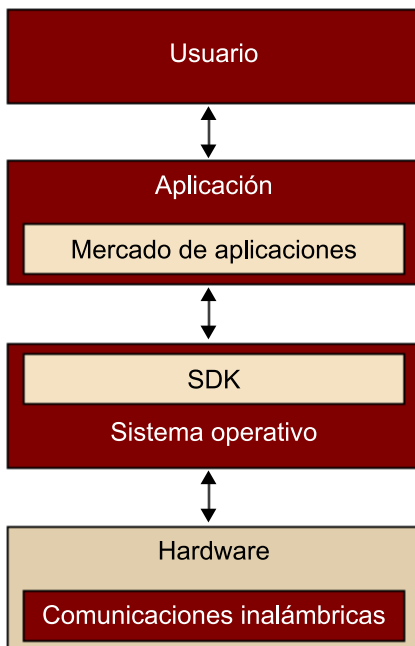 Usuario
Aplicación
Mercado de aplicaciones
SDK
Sistema operativo
Hardware
Comunicaciones inalámbricas